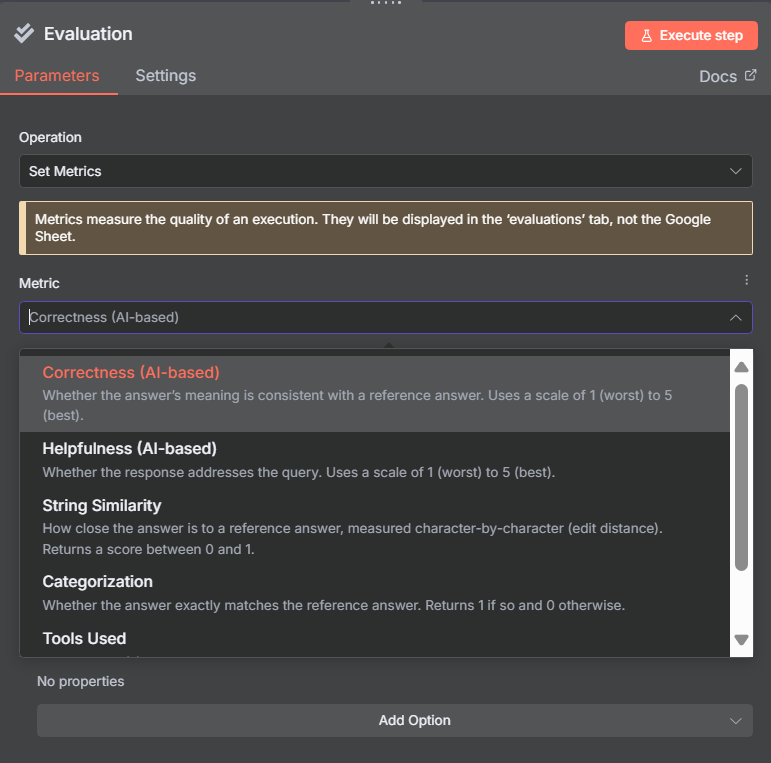 Evaluation
Execute step
Parameters
Settings
Docs
Operation
Set Metrics
Metrics measure the quality of an execution. They will be displayed in the ‘evaluations’ tab, not the Google
Sheet.
Metric
Correctness (AI-based)
Correctness (AI-based)
Whether the answer’s meaning is consistent with a reference answer. Uses a scale of 1 (worst) to 5
(best).
Helpfulness (AI-based)
Whether the response addresses the query. Uses a scale of 1 (worst) to 5 (best).
String Similarity
How close the answer is to a reference answer, measured character-by-character (edit distance).
Returns a score between 0 and 1.
Categorization
Whether the answer exactly matches the reference answer. Returns 1 if so and 0 otherwise.
Tools Used
No properties
Add Option